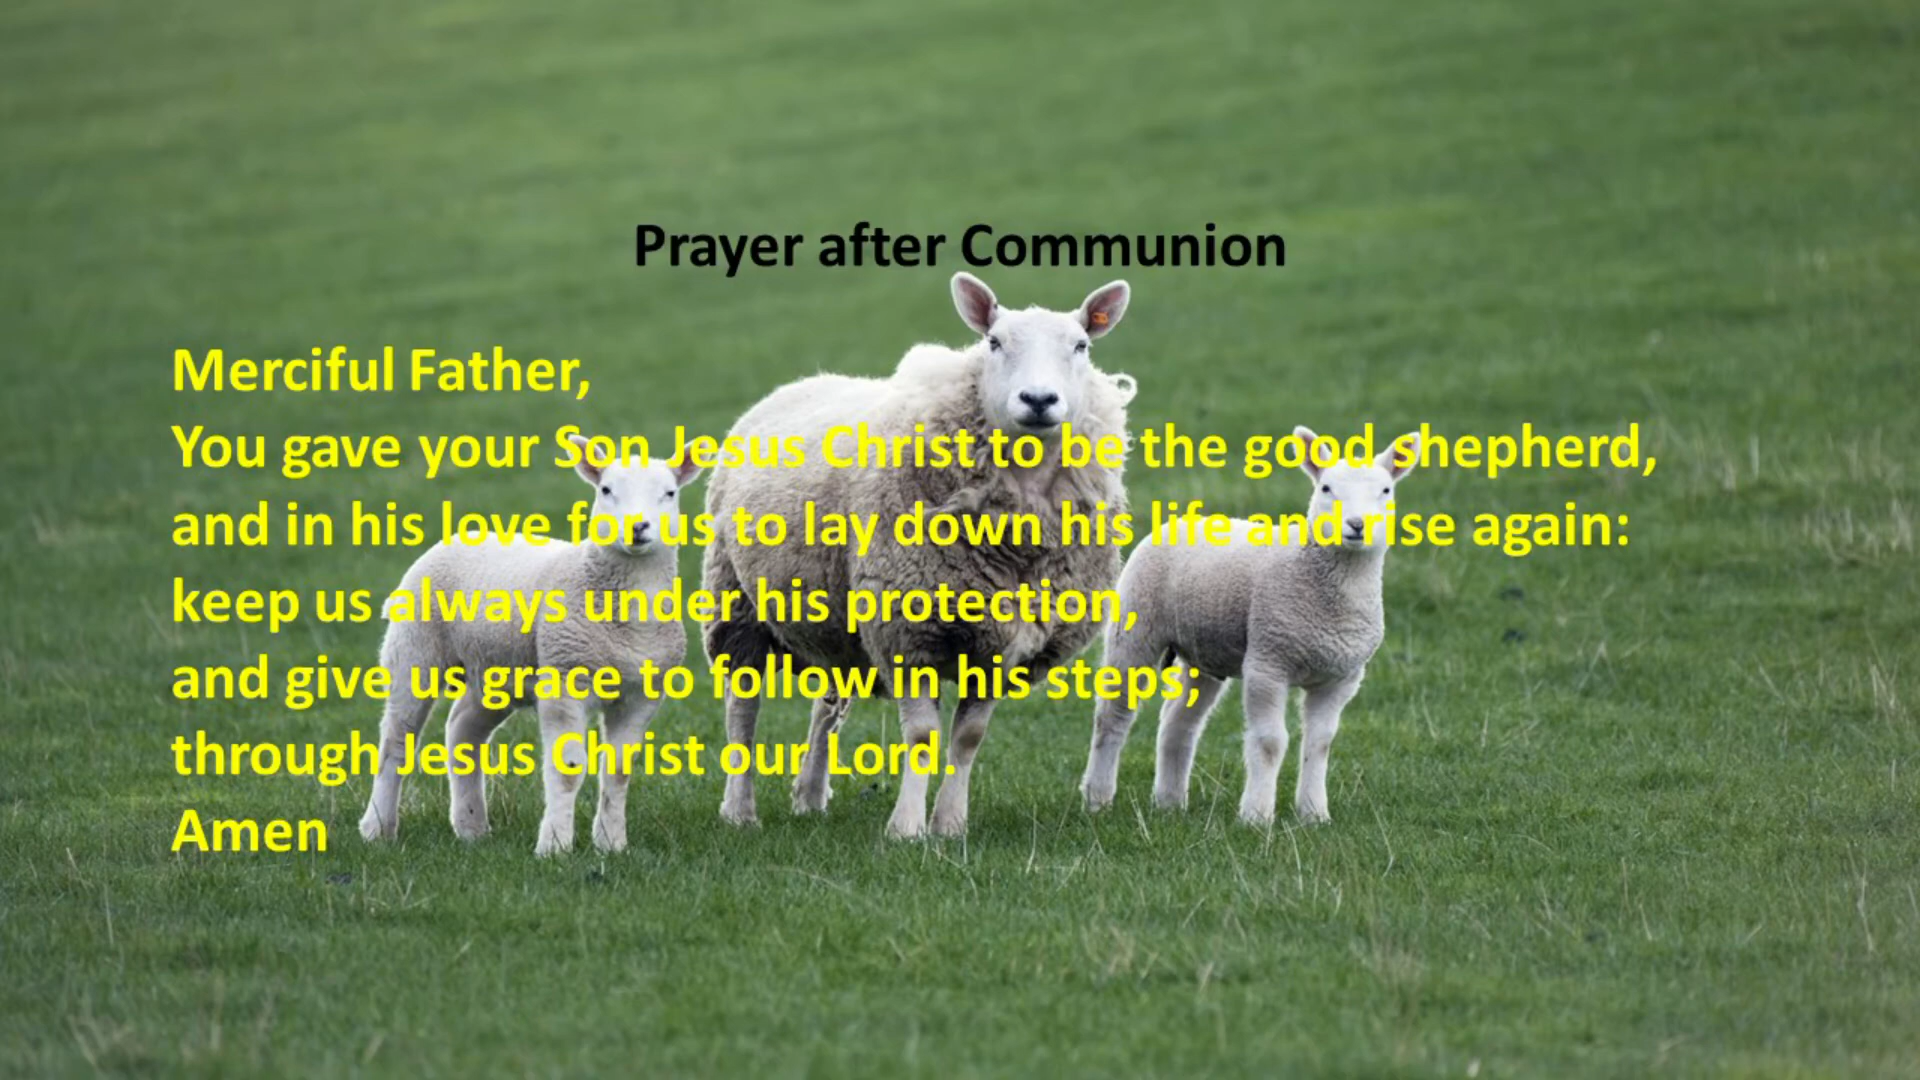 Prayer after Communion
Merciful Father,
You gave your Son Jesus Christ to be the good shepherd,
and in his love for us to lay down his life and rise again:
keep us always under his protection,
and give us grace to follow in his steps;
through Jesus Christ our Lord.
Amen